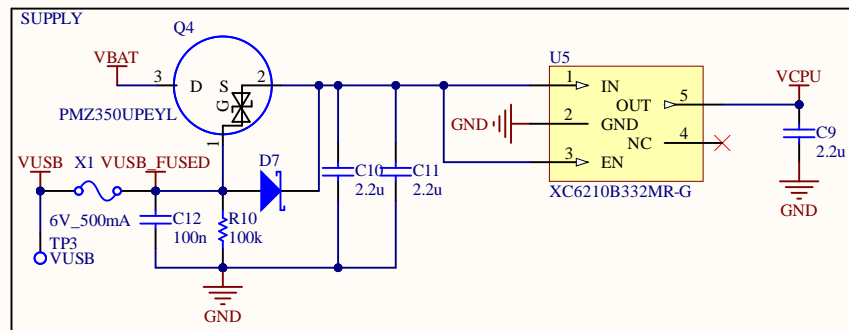 SUPPLY
Q4
VBAT
3 D S 2
G
PMZ350UPEYL
1
U5
1 IN
OUT 5
VCPU
GND 2 GND
NC 4
3 EN
C9
2.2u
XC6210B332MR-G
GND
VUSB X1 VUSB_FUSED D7
C10 C11
2.2u 2.2u
6V_500mA C12 R10
100n 100k
TP3
VUSB
GND